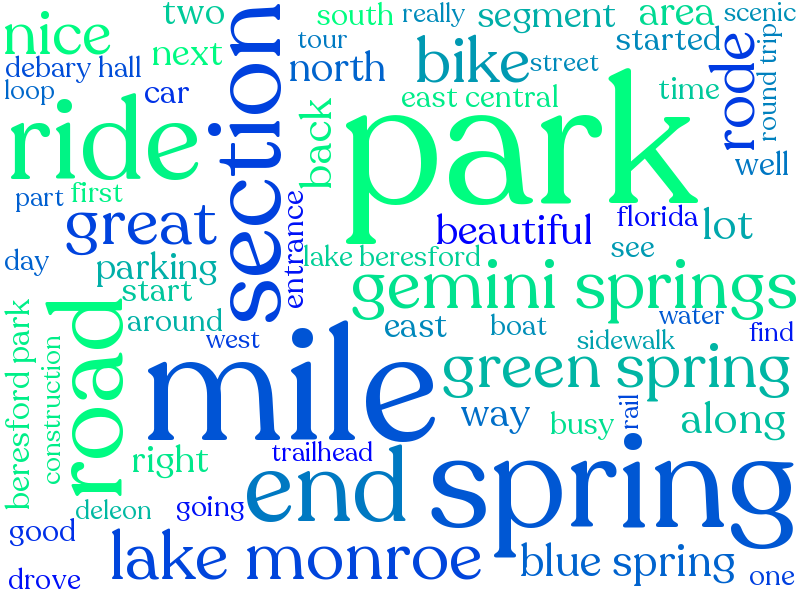 two
south
really
segment
area
scenic
nice
next
tour
north
bike
street
started
rode
round trip
debary hall
loop
car
section
back
east central
time
ride
park
well
part
first
great
entrance
beautiful
florida
lot
day
parking
lake beresford
see
start
gemini springs
road
around
west
mile
east
boat
water
sidewalk
find
beresford park
construction
green spring
right
trailhead
way
busy
rail
along
deleon
going
end
spring
good
lake monroe
blue spring
drove
one